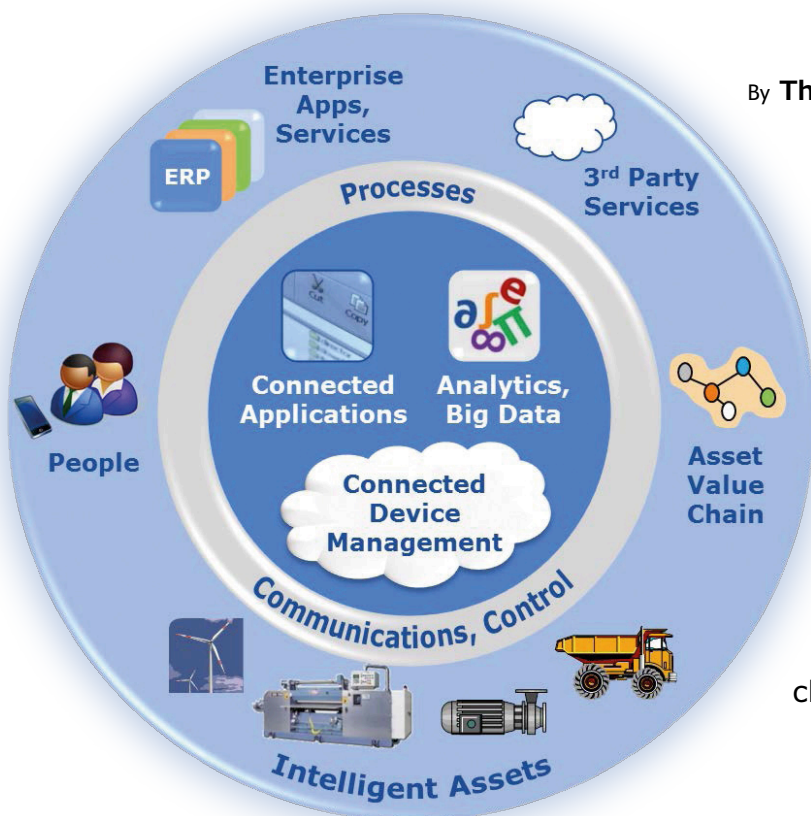 Enterprise
Apps,
Services
By Th
ERP
3rd Party
Services
Processes
Cut
Copy
Connected
Applications
Analytics,
Big Data
People
Asset
Value
Chain
Connected
Device
Management
Communications, Control
Intelligent Assets